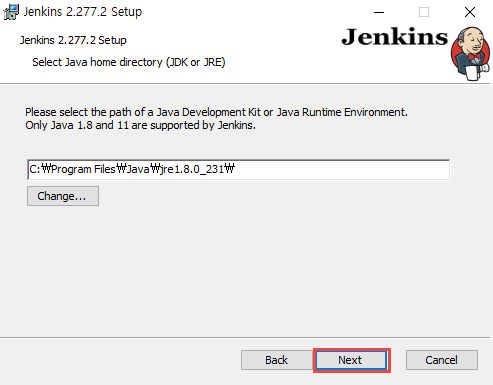 Jenkins 2.277.2 Setup
Jenkins 2.277.2 Setup
Select Java home directory (JDK or JRE)
Jenkins
Please select the path of a Java Development Kit or Java Runtime Environment.
Only Java 1.8 and 11 are supported by Jenkins.
C:₩Program Files₩Java₩jre1.8.0_231₩
Change...
Back
Next
Cancel